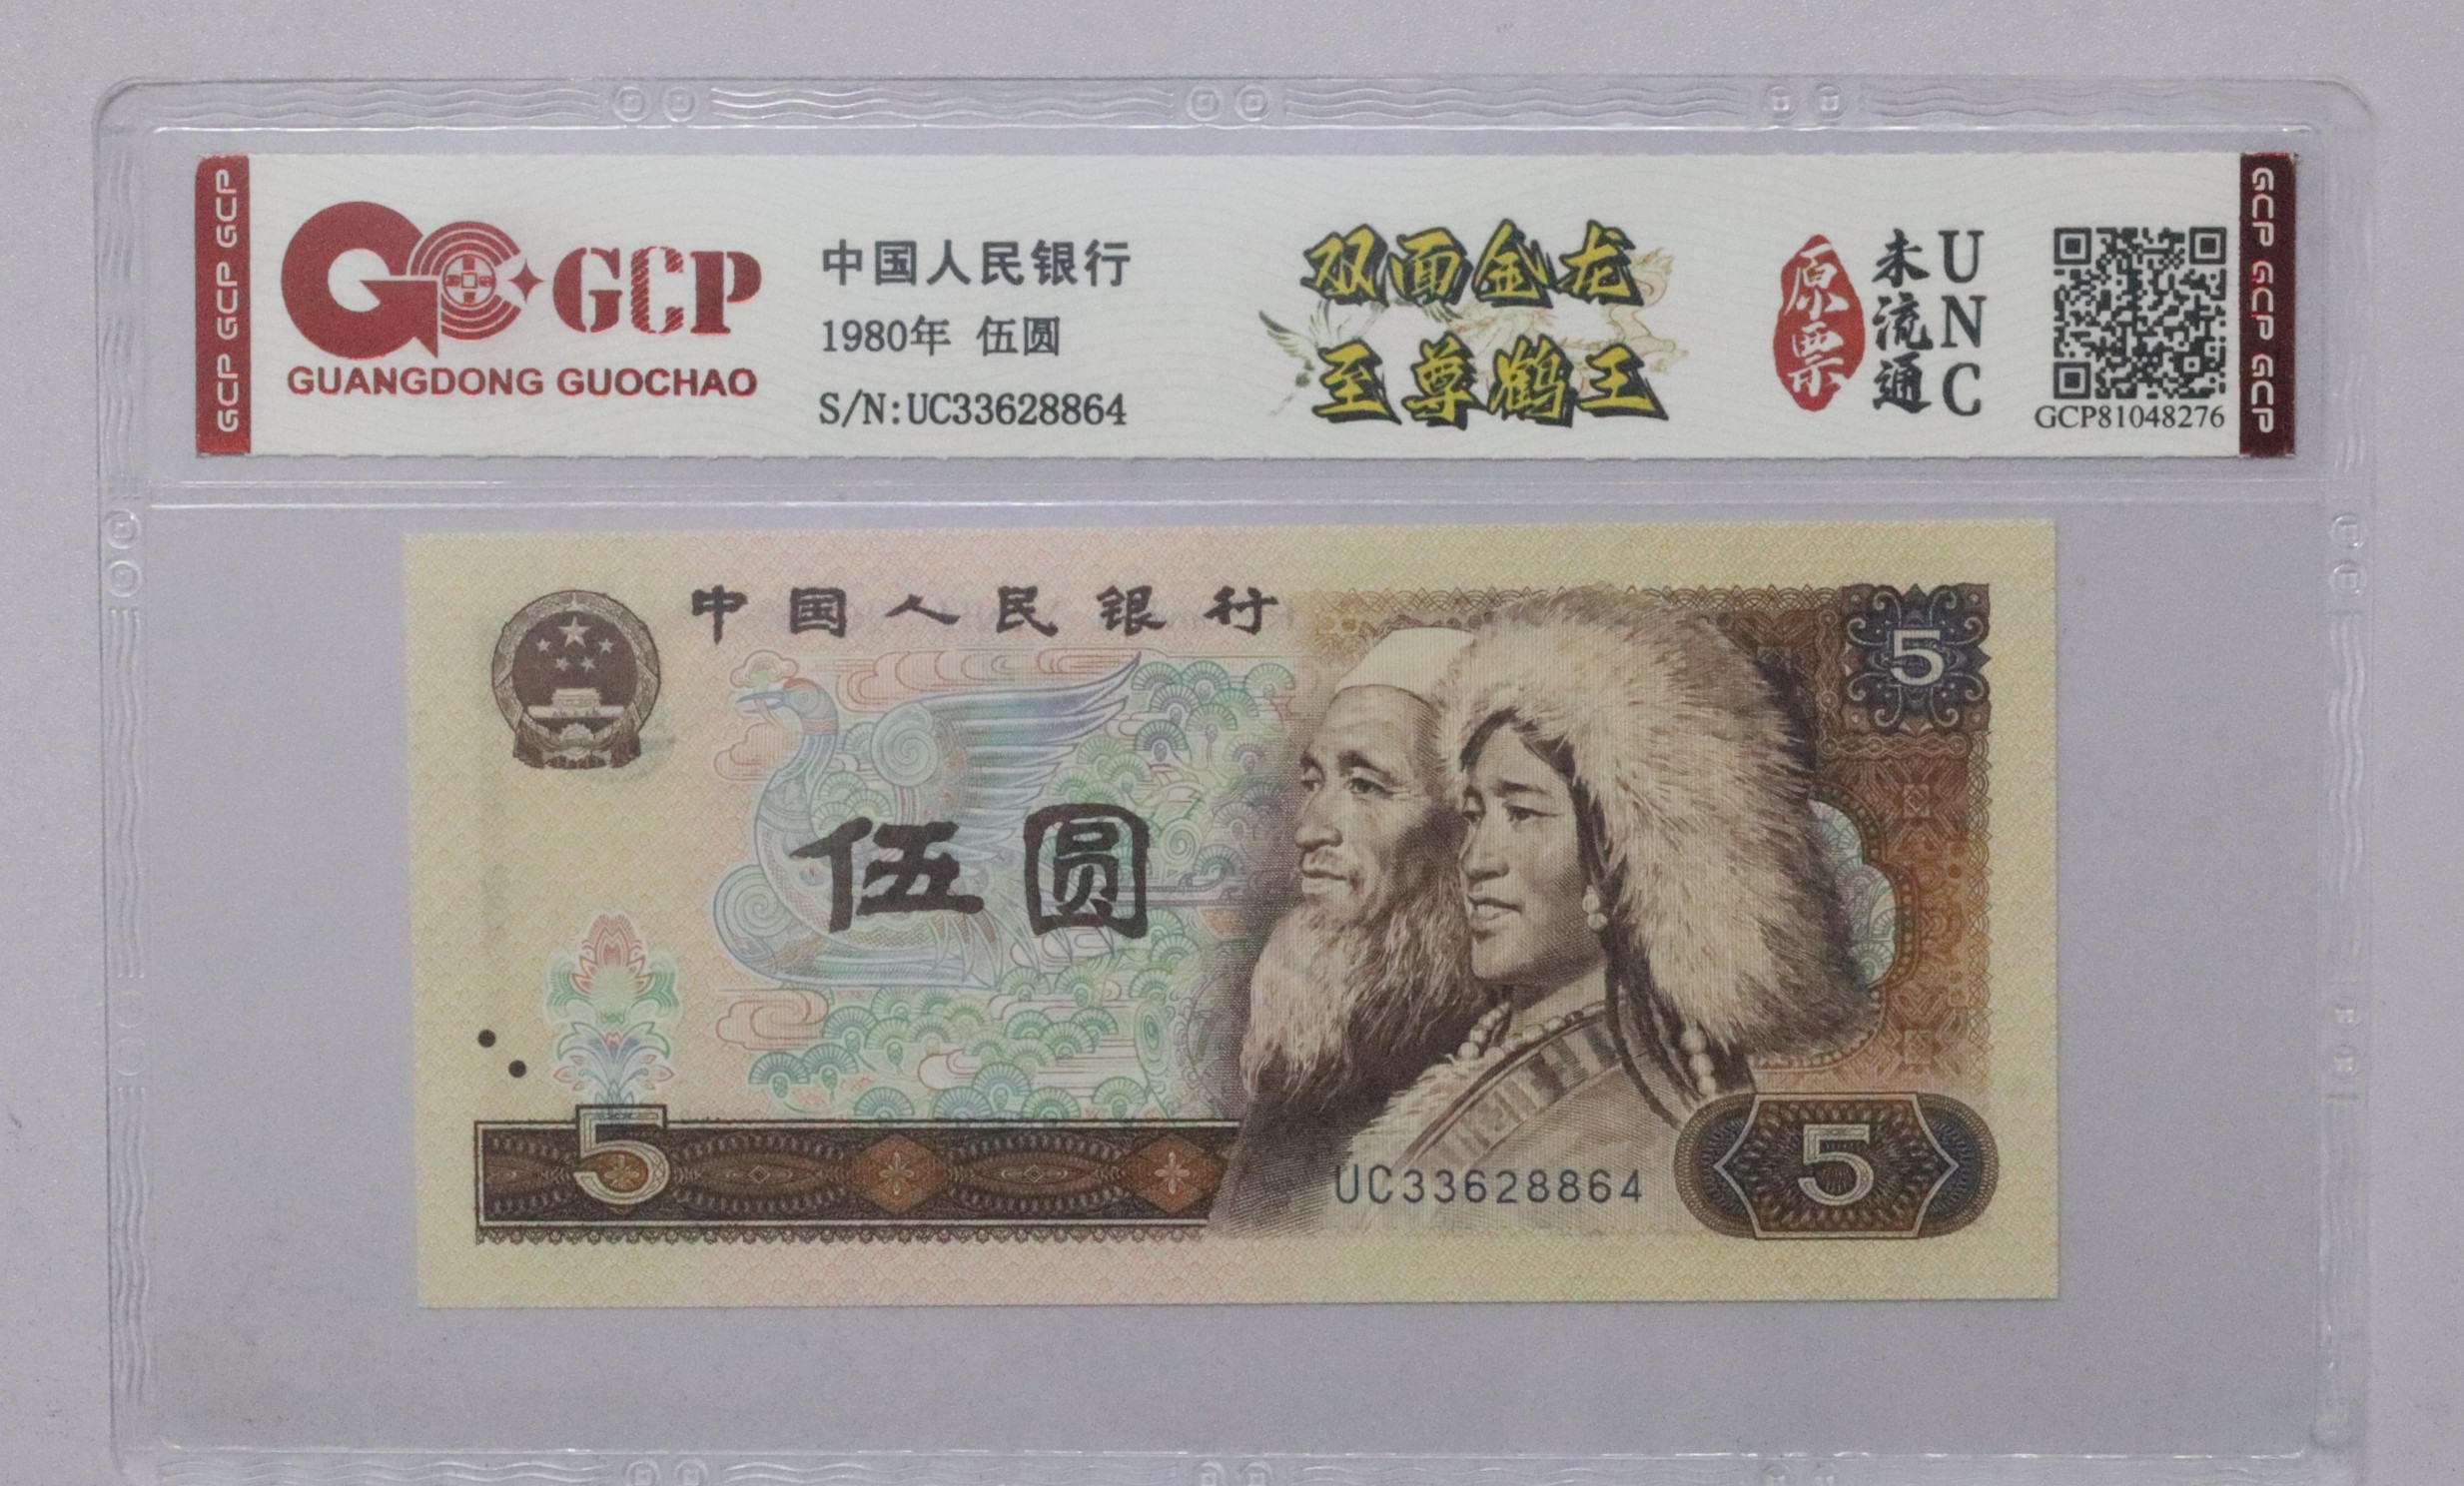 GCP GCP GCP
GCP
GUANGDONG GUOCHAO
中国人民银行
1980年 伍圆
S/N:UC33628864
双面金龙
至尊鹤王
原票
未流通
UNC
GCP81048276
GCP GCP GCP
中国人民银行
5
伍圆
5
UC33628864
5